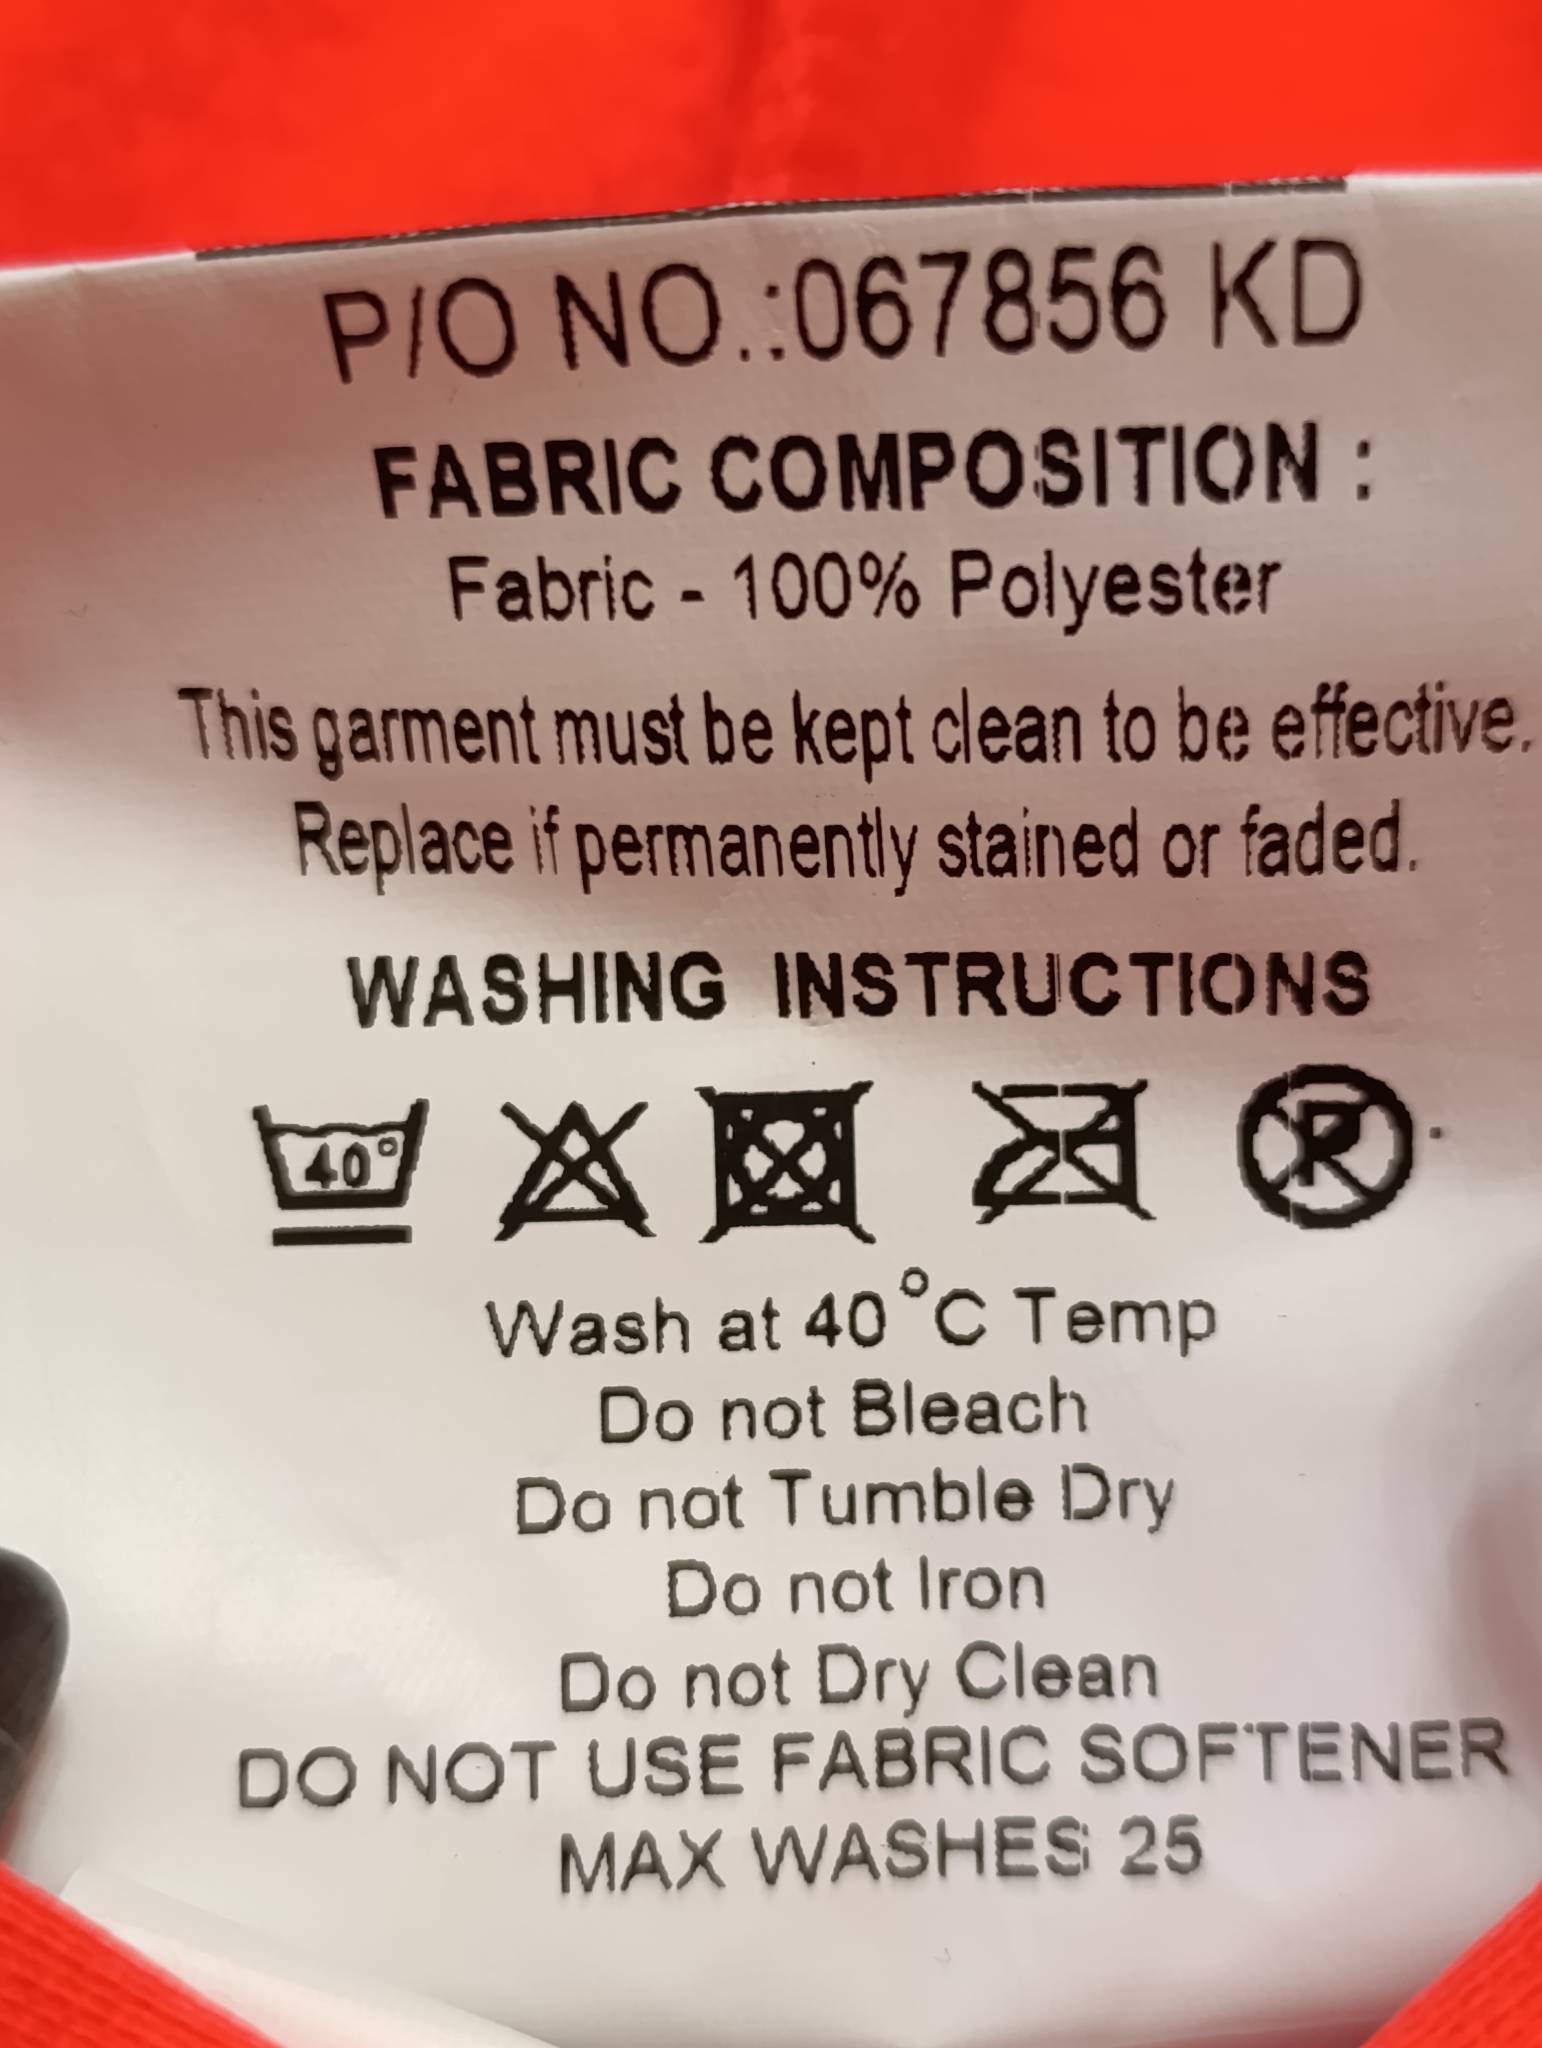 P/O NO.:067856 KD
FABRIC COMPOSITION :
Fabric - 100% Polyester
This garment must be kept clean to be effective.
Replace if permanently stained or faded.
WASHING INSTRUCTIONS
40° P
Wash at 40°C Temp
Do not Bleach
Do not Tumble Dry
Do not Iron
Do not Dry Clean
DO NOT USE FABRIC SOFTENER
MAX WASHES 25